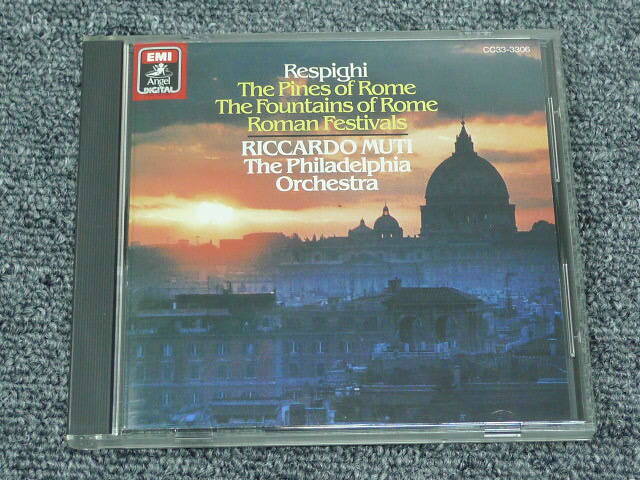 EMI
Angel
DIGITAL
CC33-3306
Respighi
The Pines of Rome
The Fountains of Rome
Roman Festivals
RICCARDO MUTI
The Philadelphia
Orchestra